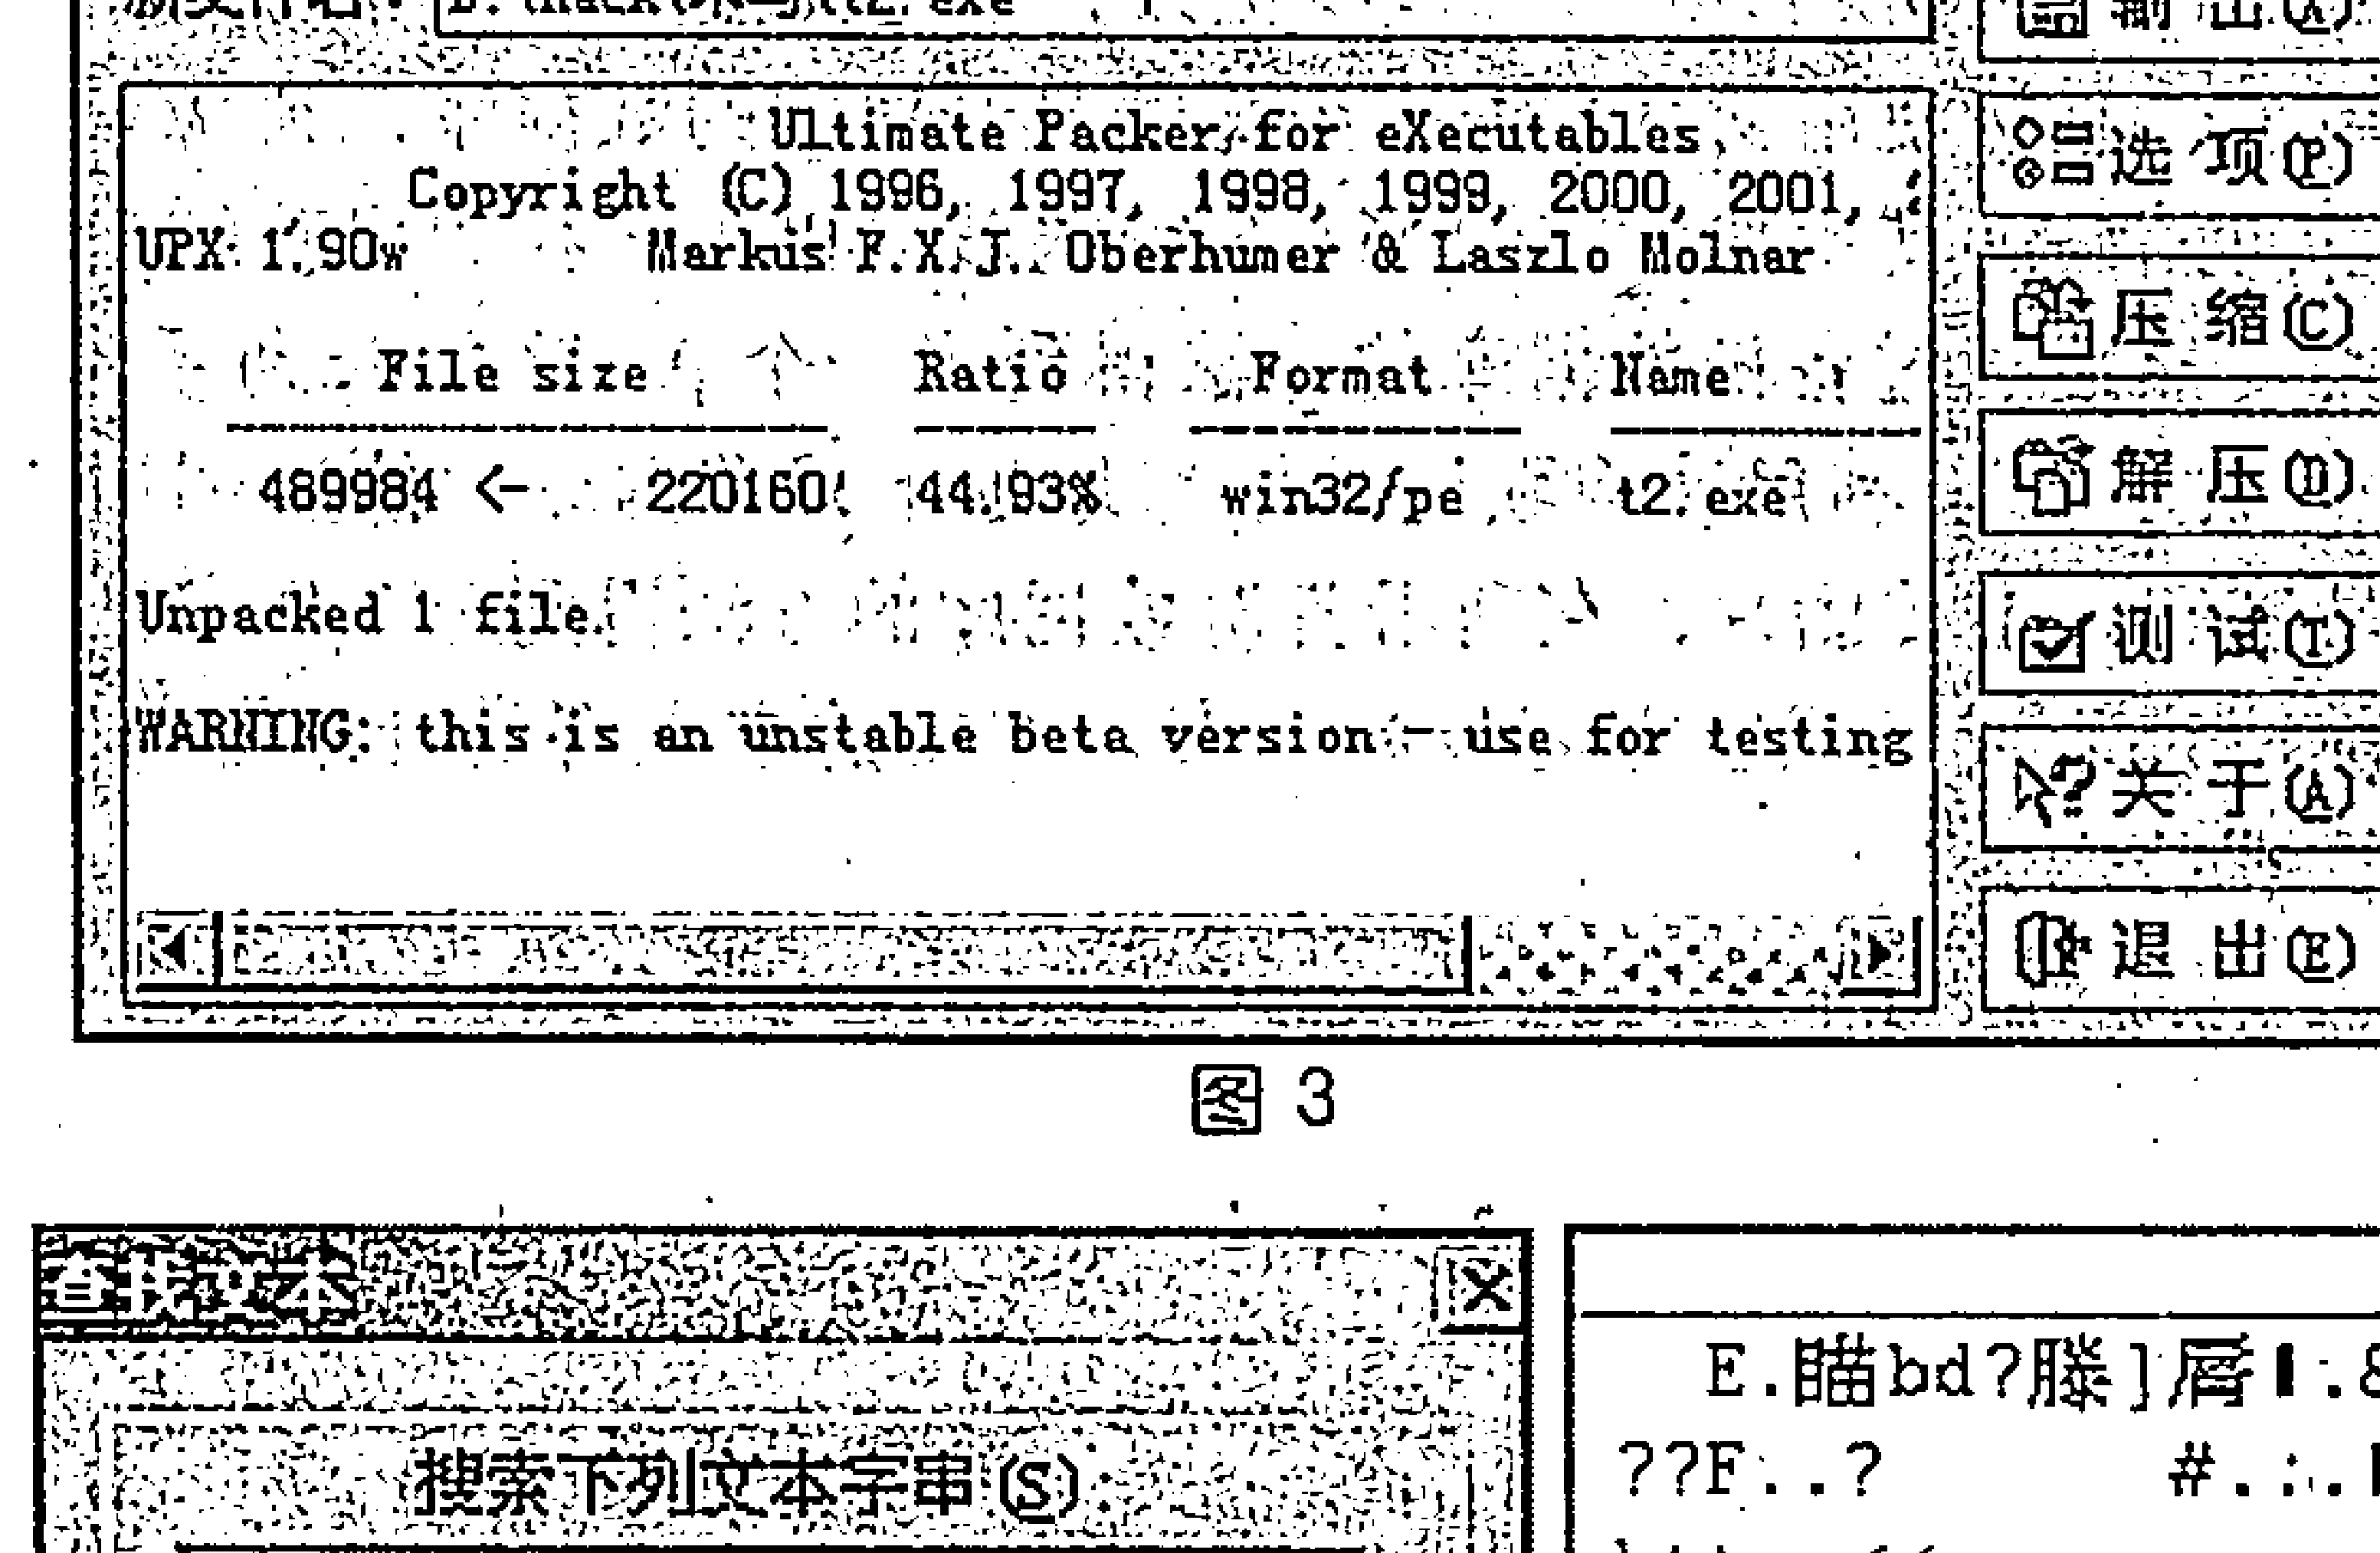 t2.exe
Ultimate Packer for eXecutables
Copyright (C) 1996, 1997, 1998, 1999, 2000, 2001,
UPX 1.90w Markus F.X.J. Oberhumer & Laszlo Molnar
File size Ratio Format Name
489984 <- 220160 44.93% win32/pe t2.exe
Unpacked 1 file.
WARNING: this is an unstable beta version - use for testing
选 项(P)
压 缩(C)
解 压(D)
测 试(T)
关 于(A)
退 出(E)
图 3
查找文本
搜索下列文本字串(S)
E.瞄bd?滕]屑
??F...? #.:.